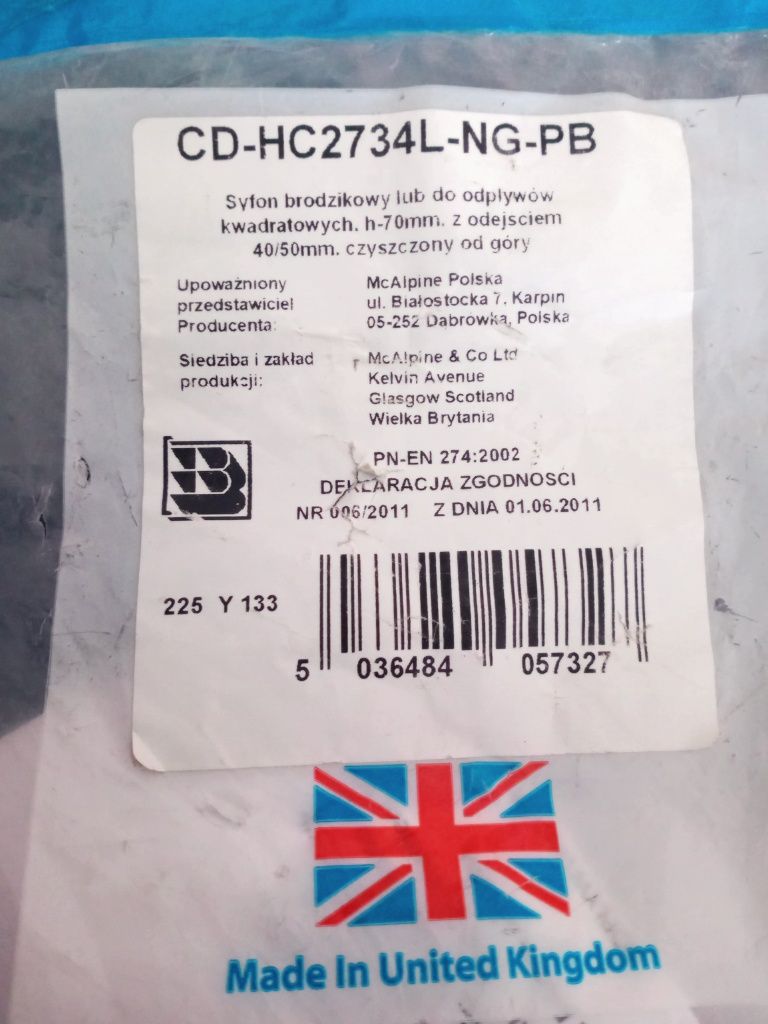 CD-HC2734L-NG-PB
Syfon brodzikowy lub do odpływów
kwadratowych. h-70mm. z odejsciem
40/50mm. czyszczony od góry
Upoważniony
przedstawiciel
Producenta:
McAlpine Polska
ul. Białostocka 7, Karpin
05-252 Dąbrówka, Polska
Siedziba i zakład
produkcji:
McAlpine & Co Ltd
Kelvin Avenue
Glasgow Scotland
Wielka Brytania
PN-EN 274:2002
DEKLARACJA ZGODNOSCI
NR 006/2011 Z DNIA 01.06.2011
225 Y 133
5 036484 057327
Made In United Kingdom